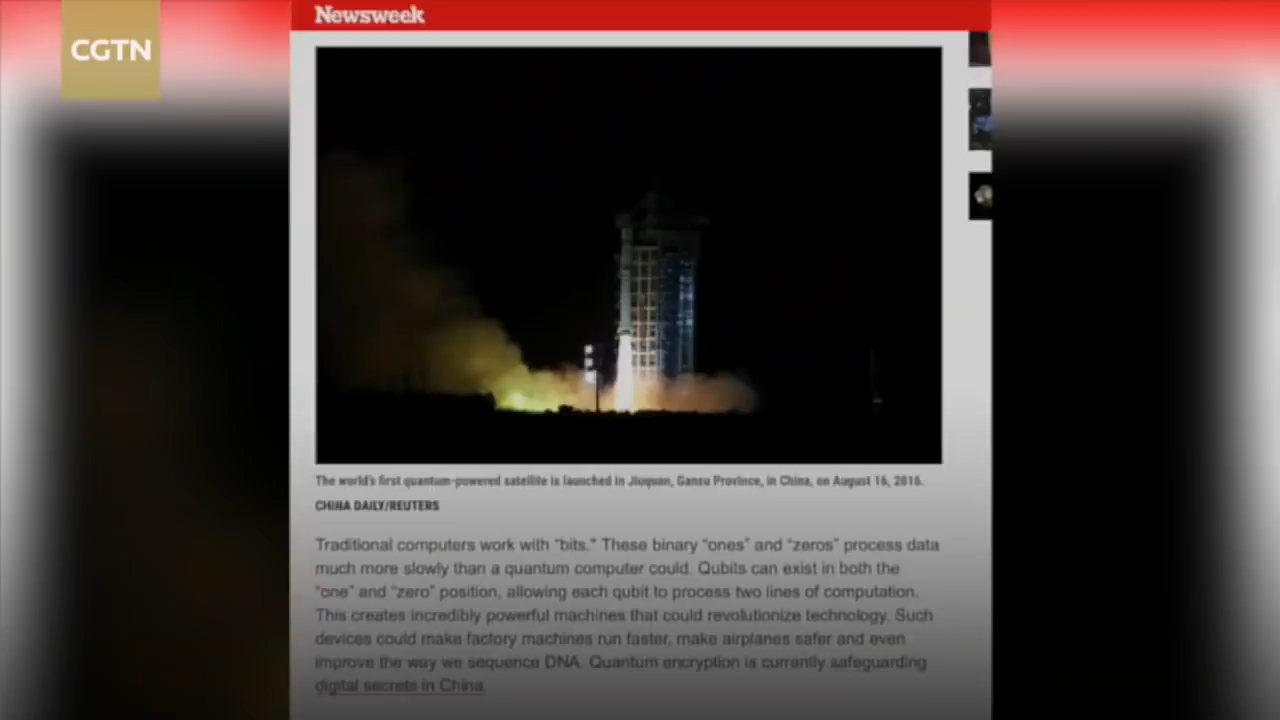 Newsweek
CGTN
The world's first quantum-powered satellite is launched in Jiuquan, Gansu Province, in China, on August 16, 2016.
CHINA DAILY/REUTERS
Traditional computers work with “bits.” These binary “ones” and “zeros” process data
much more slowly than a quantum computer could. Qubits can exist in both the
“one” and “zero” position, allowing each qubit to process two lines of computation.
This creates incredibly powerful machines that could revolutionize technology. Such
devices could make factory machines run faster, make airplanes safer and even
improve the way we sequence DNA. Quantum encryption is currently safeguarding
digital secrets in China.